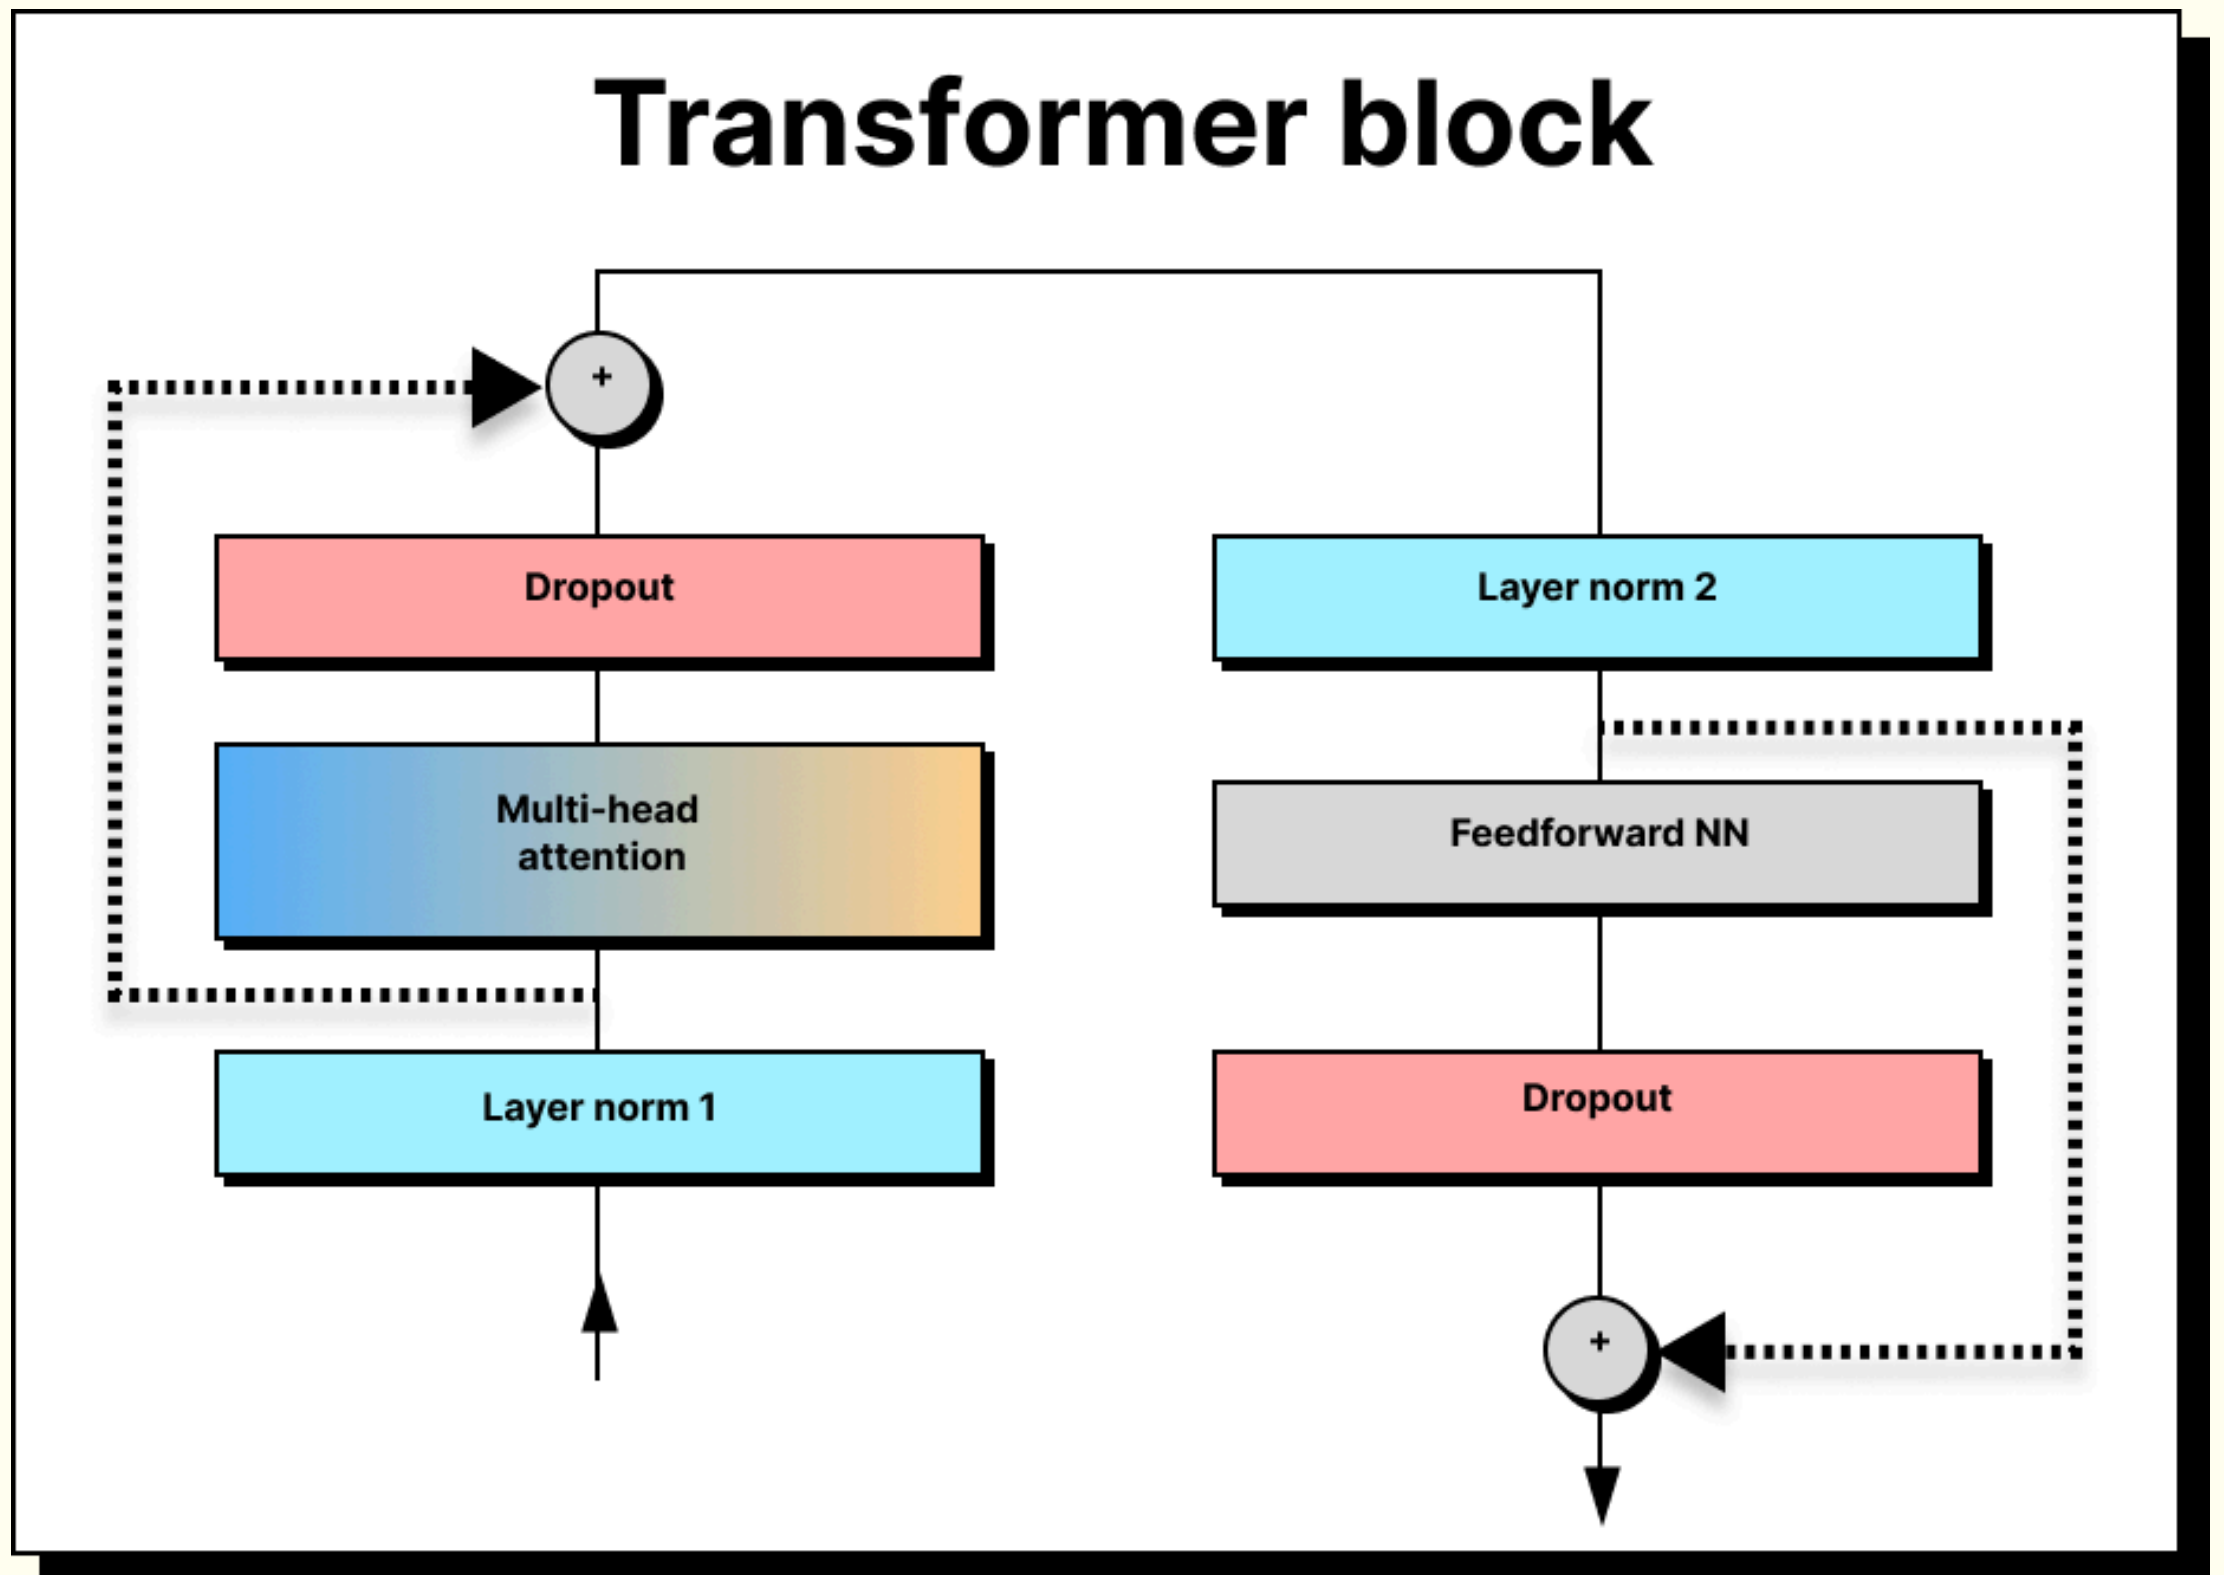 Transformer block
+
Dropout
Multi-head
attention
Layer norm 1
Layer norm 2
Feedforward NN
Dropout
+